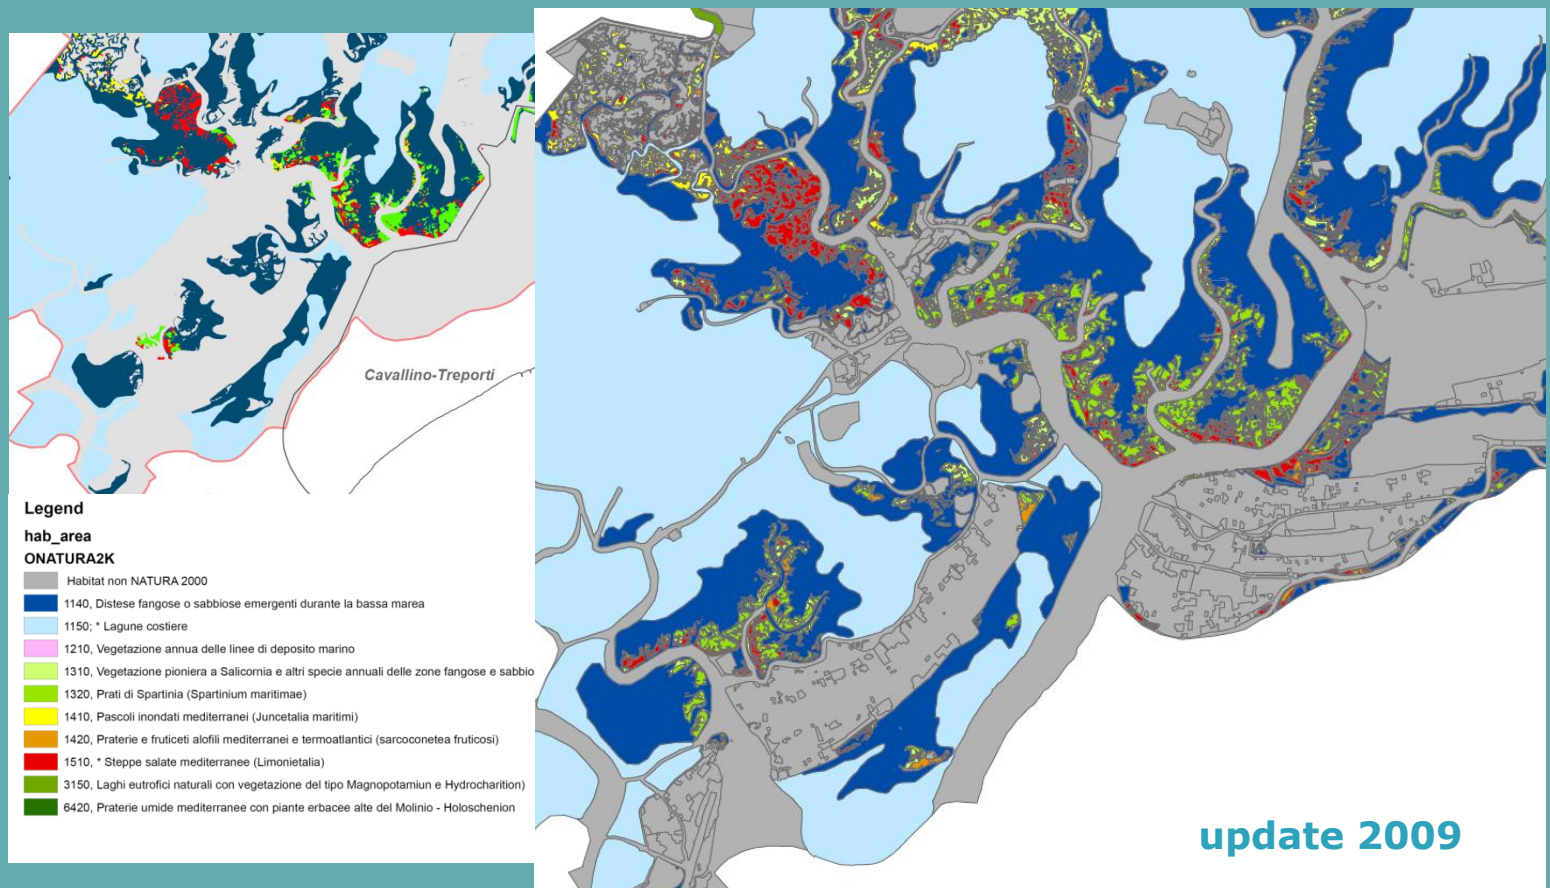 Cavallino-Treporti
Legend
hab_area
ONATURA2K
Habitat non NATURA 2000
1140, Distese fangose o sabbiose emergenti durante la bassa marea
1150; * Lagune costiere
1210, Vegetazione annua delle linee di deposito marino
1310, Vegetazione pioniera a Salicornia e altri specie annuali delle zone fangose e sabbio
1320, Prati di Spartinia (Spartinium maritimae)
1410, Pascoli inondati mediterranei (Juncetalia maritimi)
1420, Praterie e fruticeti alofili mediterranei e termoatlantici (sarcoconetea fruticosi)
1510, * Steppe salate mediterranee (Limonietalia)
3150, Laghi eutrofici naturali con vegetazione del tipo Magnopotamiun e Hydrocharition)
6420, Praterie umide mediterranee con piante erbacee alte del Molinio - Holoschenion
update 2009